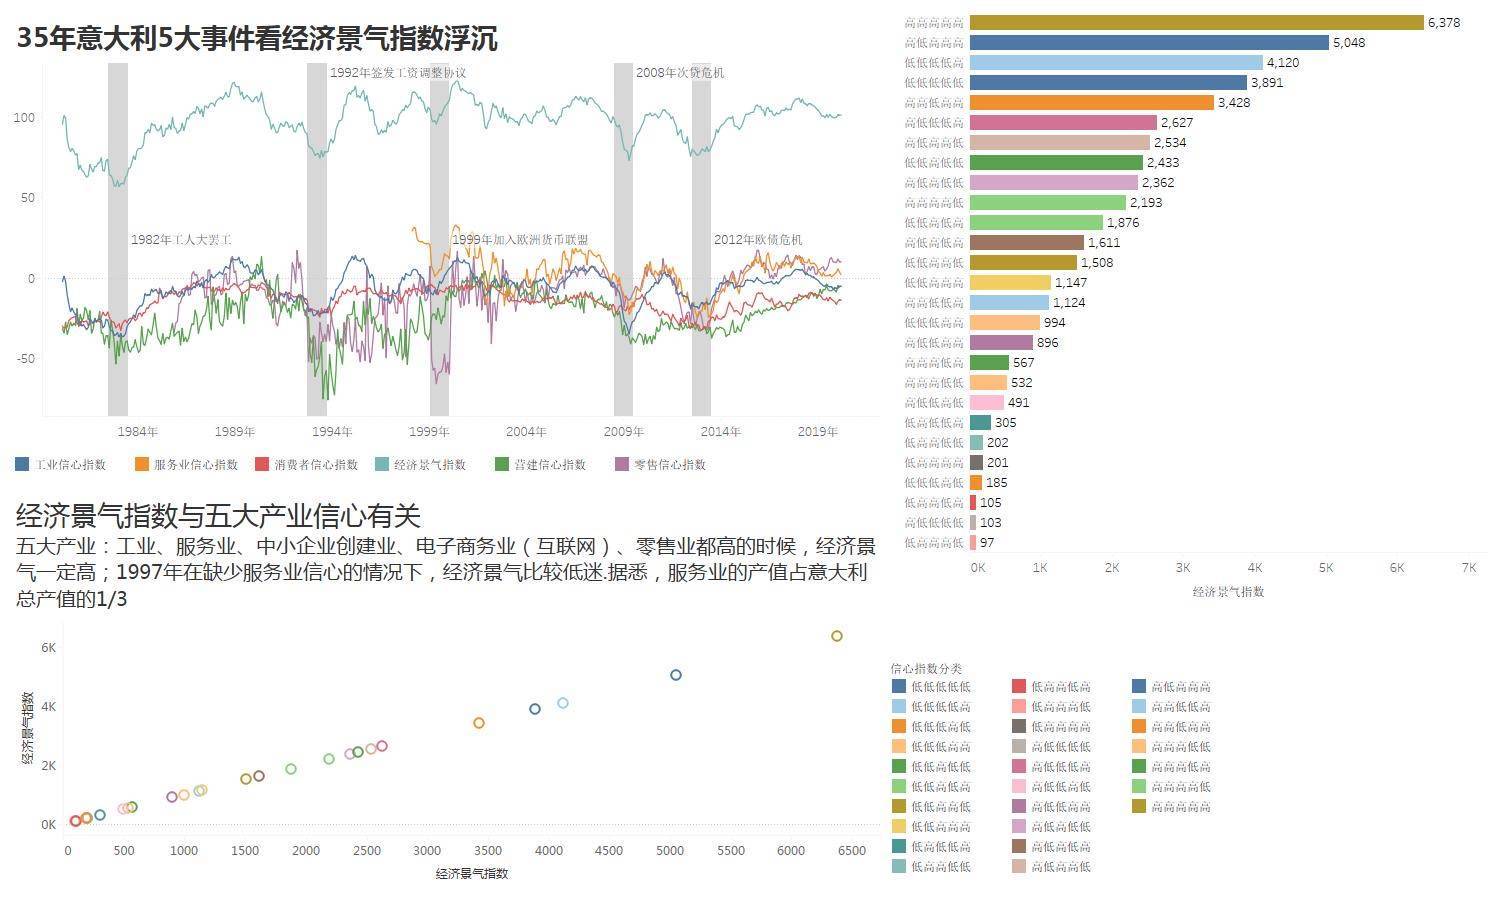 35年意大利5大事件看经济景气指数浮沉
1992年签发工资调整协议
2008年次贷危机
1982年工人大罢工
1999年加入欧洲货币联盟
2012年欧债危机
100
50
0
-50
1984年 1989年 1994年 1999年 2004年 2009年 2014年 2019年
工业信心指数 服务业信心指数 消费者信心指数 经济景气指数 营建信心指数 零售信心指数
经济景气指数与五大产业信心有关
五大产业：工业、服务业、中小企业创建业、电子商务业（互联网）、零售业都高的时候，经济景
气一定高；1997年在缺少服务业信心的情况下，经济景气比较低迷.据悉，服务业的产值占意大利
总产值的1/3
经济景气指数
6K
4K
2K
0K
0 500 1000 1500 2000 2500 3000 3500 4000 4500 5000 5500 6000 6500
经济景气指数
高高高高高 6,378
高低高高高 5,048
低低低低高 4,120
低低低低低 3,891
高高低高高 3,428
高低低低高 2,627
高低高高低 2,534
低低高低低 2,433
高低高低低 2,362
高高高高低 2,193
低低高低高 1,876
高低高低高 1,611
低低高高低 1,508
低低高高高 1,147
高高低低高 1,124
低低低高高 994
高低低高高 896
高高高低高 567
高高高低低 532
高低低高低 491
低高低低高 305
低高高低低 202
低高高高高 201
低低低高低 185
低高高低高 105
高低低低低 103
低高高高低 97
0K 1K 2K 3K 4K 5K 6K 7K
经济景气指数
信心指数分类
低低低低低 低高高低高 高低高高高
低低低低高 低高高高低 高高低低高
低低低高低 低高高高高 高高低高高
低低低高高 高低低低低 高高高低低
低低高低低 高低低低高 高高高低高
低低高低高 高低低高低 高高高高低
低低高高低 高低低高高 高高高高高
低低高高高 高低高低低
低高低低高 高低高低高
低高高低低 高低高高低